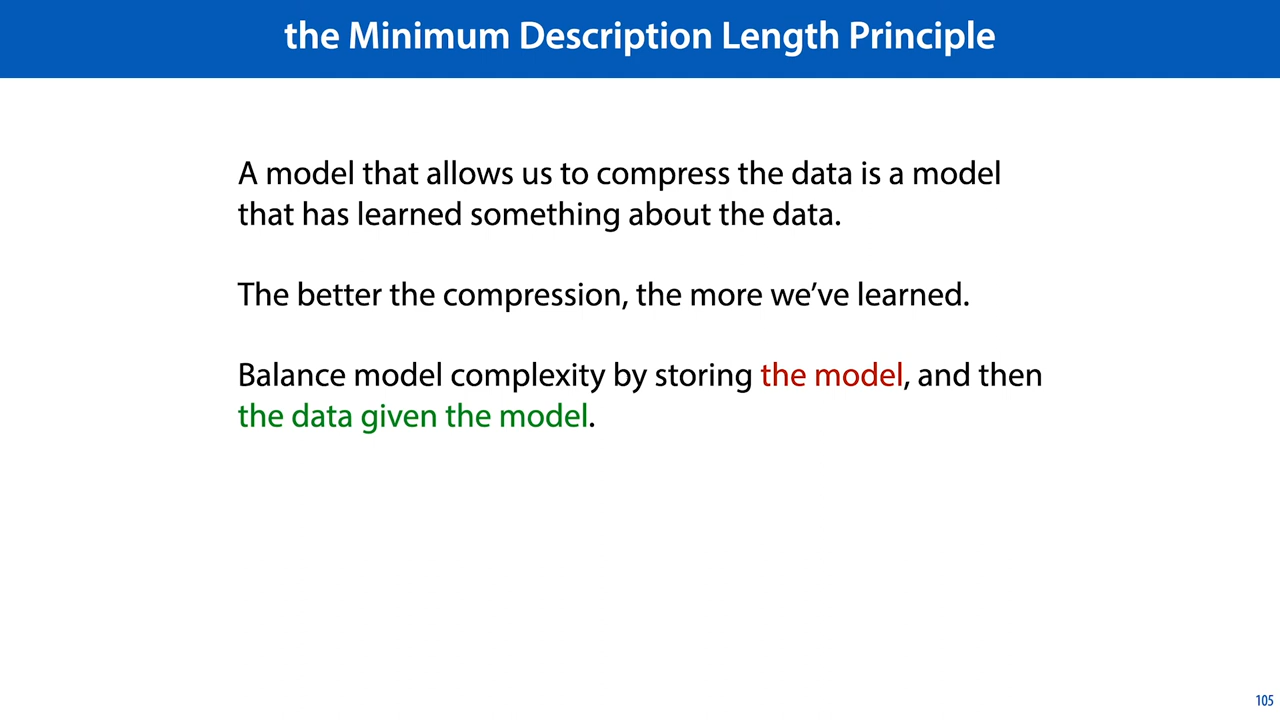 the Minimum Description Length Principle
A model that allows us to compress the data is a model
that has learned something about the data.
The better the compression, the more we’ve learned.
Balance model complexity by storing the model, and then
the data given the model.
105